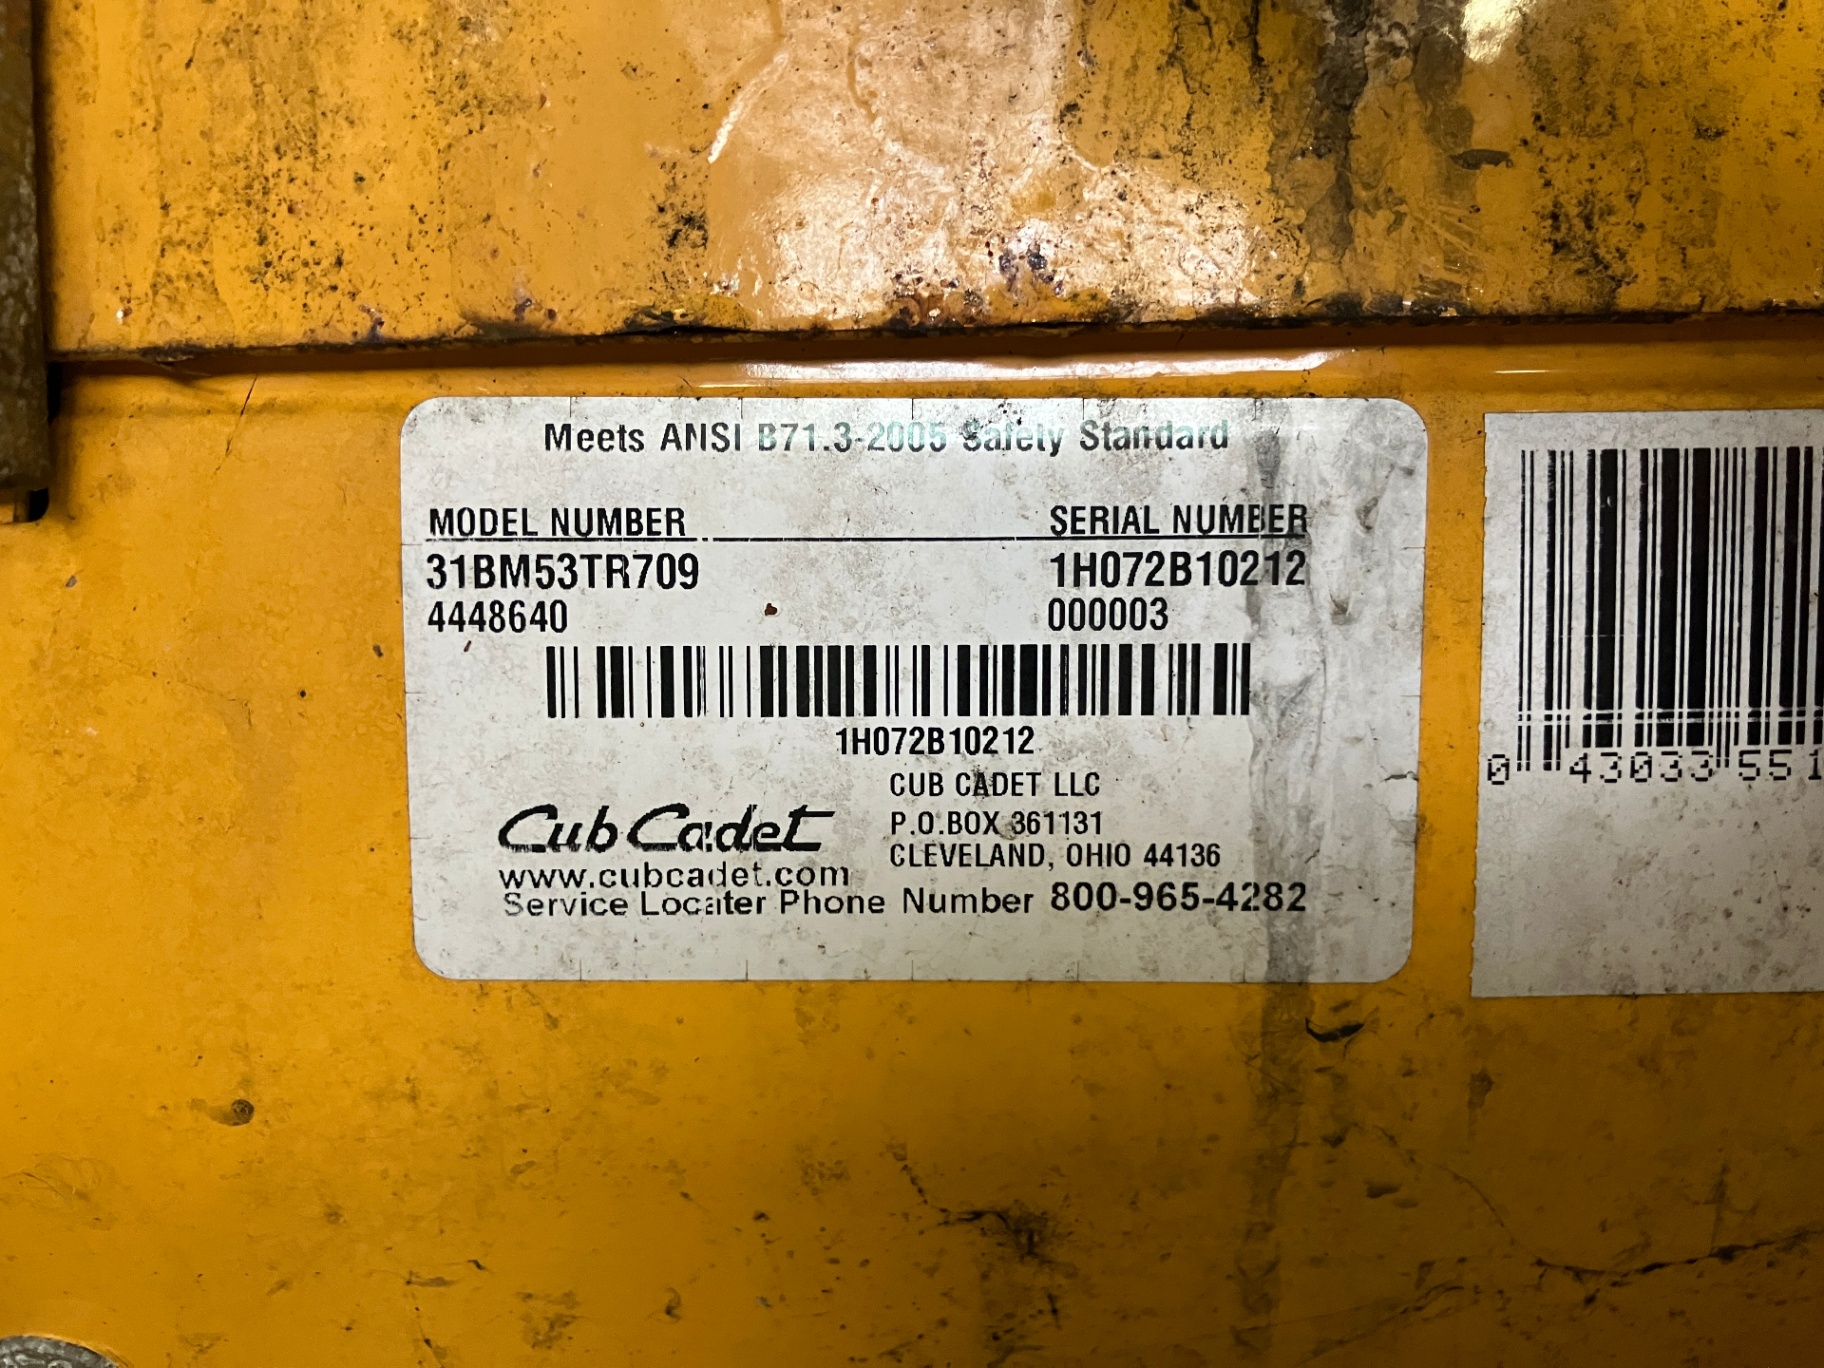 Meets ANSI B71.3-2005 Safely Standard
MODEL NUMBER SERIAL NUMBER
31BM53TR709 1H072B10212
4448640 000003
1H072B10212
CUB CADET LLC
Cub Cadet P.O.BOX 361131
CLEVELAND, OHIO 44136
www.cubcadet.com
Service Locater Phone Number 800-965-4282
0 43033 551